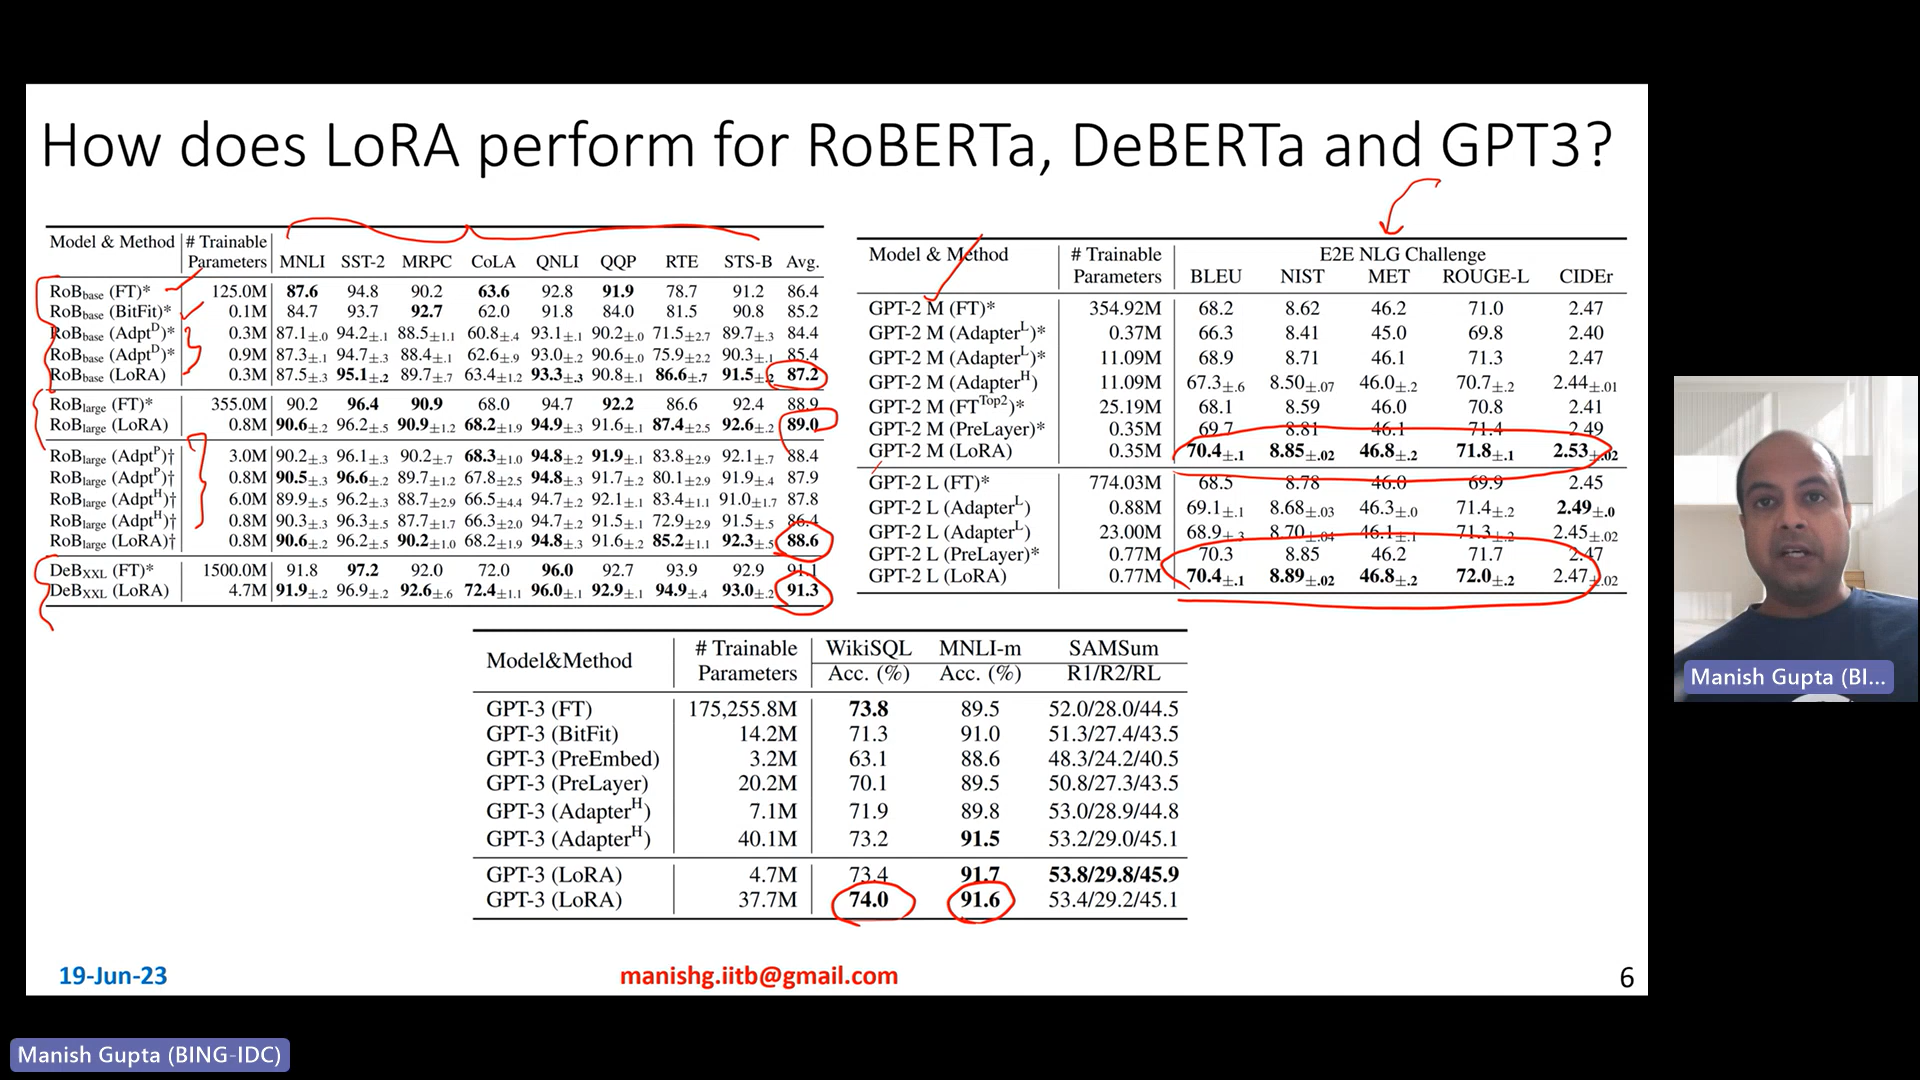 How does LoRA perform for RoBERTa, DeBERTa and GPT3?
Model & Method # Trainable Parameters MNLI SST-2 MRPC CoLA QNLI QQP RTE STS-B Avg.
RoBbase (FT)* 125.0M 87.6 94.8 90.2 63.6 92.8 91.9 78.7 91.2 86.4
RoBbase (BitFit)* 0.1M 84.7 93.7 92.7 62.0 91.8 84.0 81.5 90.8 85.2
RoBbase (AdptD)* 0.3M 87.1±.0 94.2±.1 88.5±1.1 60.8±.4 93.1±.1 90.2±.0 71.5±2.7 89.7±.3 84.4
RoBbase (AdptD)* 0.9M 87.3±.1 94.7±.3 88.4±.1 62.6±.9 93.0±.2 90.6±.0 75.9±2.2 90.3±.1 85.4
RoBbase (LoRA) 0.3M 87.5±.3 95.1±.2 89.7±.7 63.4±1.2 93.3±.3 90.8±.1 86.6±.7 91.5±.2 87.2
RoBlarge (FT)* 355.0M 90.2 96.4 90.9 68.0 94.7 92.2 86.6 92.4 88.9
RoBlarge (LoRA) 0.8M 90.6±.2 96.2±.5 90.9±1.2 68.2±1.9 94.9±.3 91.6±.1 87.4±2.5 92.6±.2 89.0
RoBlarge (AdptP)† 3.0M 90.2±.3 96.1±.3 90.2±.7 68.3±1.0 94.8±.2 91.9±.1 83.8±2.9 92.1±.7 88.4
RoBlarge (AdptP)† 0.8M 90.5±.3 96.6±.2 89.7±1.2 67.8±2.5 94.8±.3 91.7±.2 80.1±2.9 91.9±.4 87.9
RoBlarge (AdptH)† 6.0M 89.9±.5 96.2±.3 88.7±2.9 66.5±4.4 94.7±.2 92.1±.1 83.4±1.1 91.0±1.7 87.8
RoBlarge (AdptH)† 0.8M 90.3±.3 96.3±.5 87.7±1.7 66.3±2.0 94.7±.2 91.5±.1 72.9±2.9 91.5±.5 86.4
RoBlarge (LoRA)† 0.8M 90.6±.2 96.2±.5 90.2±1.0 68.2±1.9 94.8±.3 91.6±.2 85.2±1.1 92.3±.5 88.6
DeBXXL (FT)* 1500.0M 91.8 97.2 92.0 72.0 96.0 92.7 93.9 92.9 91.1
DeBXXL (LoRA) 4.7M 91.9±.2 96.9±.2 92.6±.6 72.4±1.1 96.0±.1 92.9±.1 94.9±.4 93.0±.2 91.3
Model & Method # Trainable Parameters E2E NLG Challenge
BLEU NIST MET ROUGE-L CIDEr
GPT-2 M (FT)* 354.92M 68.2 8.62 46.2 71.0 2.47
GPT-2 M (AdapterL)* 0.37M 66.3 8.41 45.0 69.8 2.40
GPT-2 M (AdapterL)* 11.09M 68.9 8.71 46.1 71.3 2.47
GPT-2 M (AdapterH) 11.09M 67.3±.6 8.50±.07 46.0±.2 70.7±.2 2.44±.01
GPT-2 M (FTTop2)* 25.19M 68.1 8.59 46.0 70.8 2.41
GPT-2 M (PreLayer)* 0.35M 69.7 8.81 46.1 71.4 2.49
GPT-2 M (LoRA) 0.35M 70.4±.1 8.85±.02 46.8±.2 71.8±.1 2.53±.02
GPT-2 L (FT)* 774.03M 68.5 8.78 46.0 69.9 2.45
GPT-2 L (AdapterL) 0.88M 69.1±.1 8.68±.03 46.3±.0 71.4±.2 2.49±.0
GPT-2 L (AdapterL) 23.00M 68.9±.3 8.70±.04 46.1±.1 71.3±.2 2.45±.02
GPT-2 L (PreLayer)* 0.77M 70.3 8.85 46.2 71.7 2.47
GPT-2 L (LoRA) 0.77M 70.4±.1 8.89±.02 46.8±.2 72.0±.2 2.47±.02
Model&Method # Trainable Parameters WikiSQL MNLI-m SAMSum
Acc. (%) Acc. (%) R1/R2/RL
GPT-3 (FT) 175,255.8M 73.8 89.5 52.0/28.0/44.5
GPT-3 (BitFit) 14.2M 71.3 91.0 51.3/27.4/43.5
GPT-3 (PreEmbed) 3.2M 63.1 88.6 48.3/24.2/40.5
GPT-3 (PreLayer) 20.2M 70.1 89.5 50.8/27.3/43.5
GPT-3 (AdapterH) 7.1M 71.9 89.8 53.0/28.9/44.8
GPT-3 (AdapterH) 40.1M 73.2 91.5 53.2/29.0/45.1
GPT-3 (LoRA) 4.7M 73.4 91.7 53.8/29.8/45.9
GPT-3 (LoRA) 37.7M 74.0 91.6 53.4/29.2/45.1
19-Jun-23 manishg.iitb@gmail.com 6
Manish Gupta (BI...
Manish Gupta (BING-IDC)